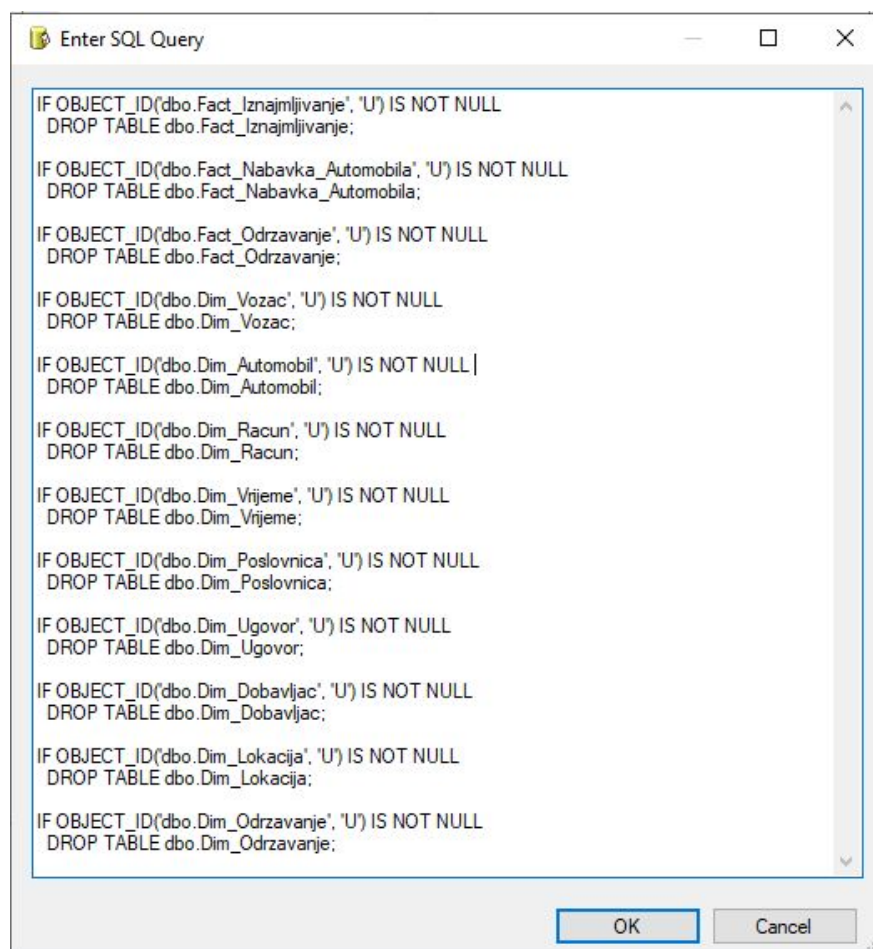 Enter SQL Query
IF OBJECT_ID('dbo.Fact_Iznajmljivanje', 'U') IS NOT NULL
DROP TABLE dbo.Fact_Iznajmljivanje;
IF OBJECT_ID('dbo.Fact_Nabavka_Automobila', 'U') IS NOT NULL
DROP TABLE dbo.Fact_Nabavka_Automobila;
IF OBJECT_ID('dbo.Fact_Odrzavanje', 'U') IS NOT NULL
DROP TABLE dbo.Fact_Odrzavanje;
IF OBJECT_ID('dbo.Dim_Vozac', 'U') IS NOT NULL
DROP TABLE dbo.Dim_Vozac;
IF OBJECT_ID('dbo.Dim_Automobil', 'U') IS NOT NULL
DROP TABLE dbo.Dim_Automobil;
IF OBJECT_ID('dbo.Dim_Racun', 'U') IS NOT NULL
DROP TABLE dbo.Dim_Racun;
IF OBJECT_ID('dbo.Dim_Vrijeme', 'U') IS NOT NULL
DROP TABLE dbo.Dim_Vrijeme;
IF OBJECT_ID('dbo.Dim_Poslovnica', 'U') IS NOT NULL
DROP TABLE dbo.Dim_Poslovnica;
IF OBJECT_ID('dbo.Dim_Ugovor', 'U') IS NOT NULL
DROP TABLE dbo.Dim_Ugovor;
IF OBJECT_ID('dbo.Dim_Dobavljac', 'U') IS NOT NULL
DROP TABLE dbo.Dim_Dobavljac;
IF OBJECT_ID('dbo.Dim_Lokacija', 'U') IS NOT NULL
DROP TABLE dbo.Dim_Lokacija;
IF OBJECT_ID('dbo.Dim_Odrzavanje', 'U') IS NOT NULL
DROP TABLE dbo.Dim_Odrzavanje;
OK Cancel